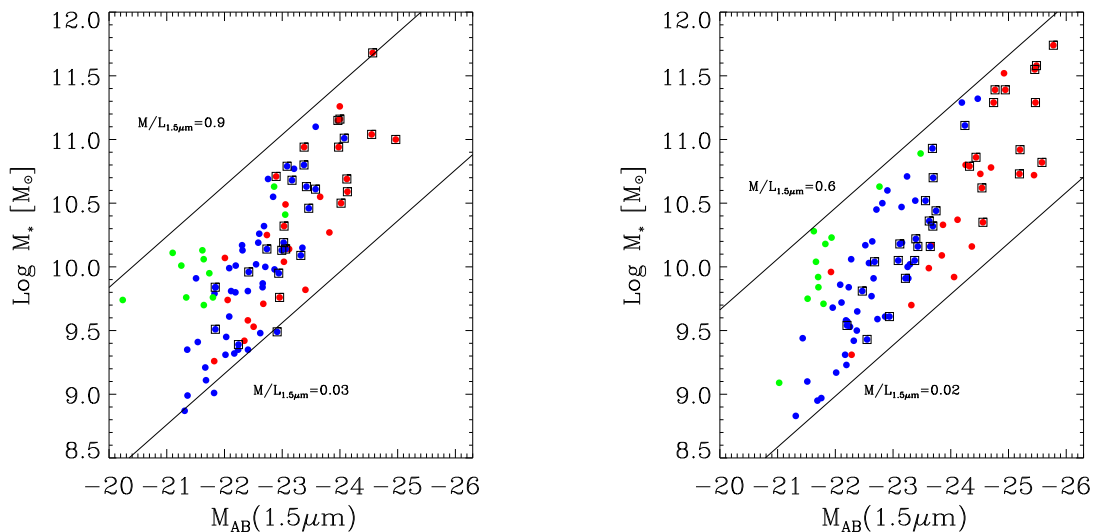 12.0
11.5
11.0
10.5
10.0
9.5
9.0
8.5
Log M* [M⊙]
M/L1.5μm=0.9
M/L1.5μm=0.03
−20 −21 −22 −23 −24 −25 −26
MAB(1.5μm)
12.0
11.5
11.0
10.5
10.0
9.5
9.0
8.5
Log M* [M⊙]
M/L1.5μm=0.6
M/L1.5μm=0.02
−20 −21 −22 −23 −24 −25 −26
MAB(1.5μm)